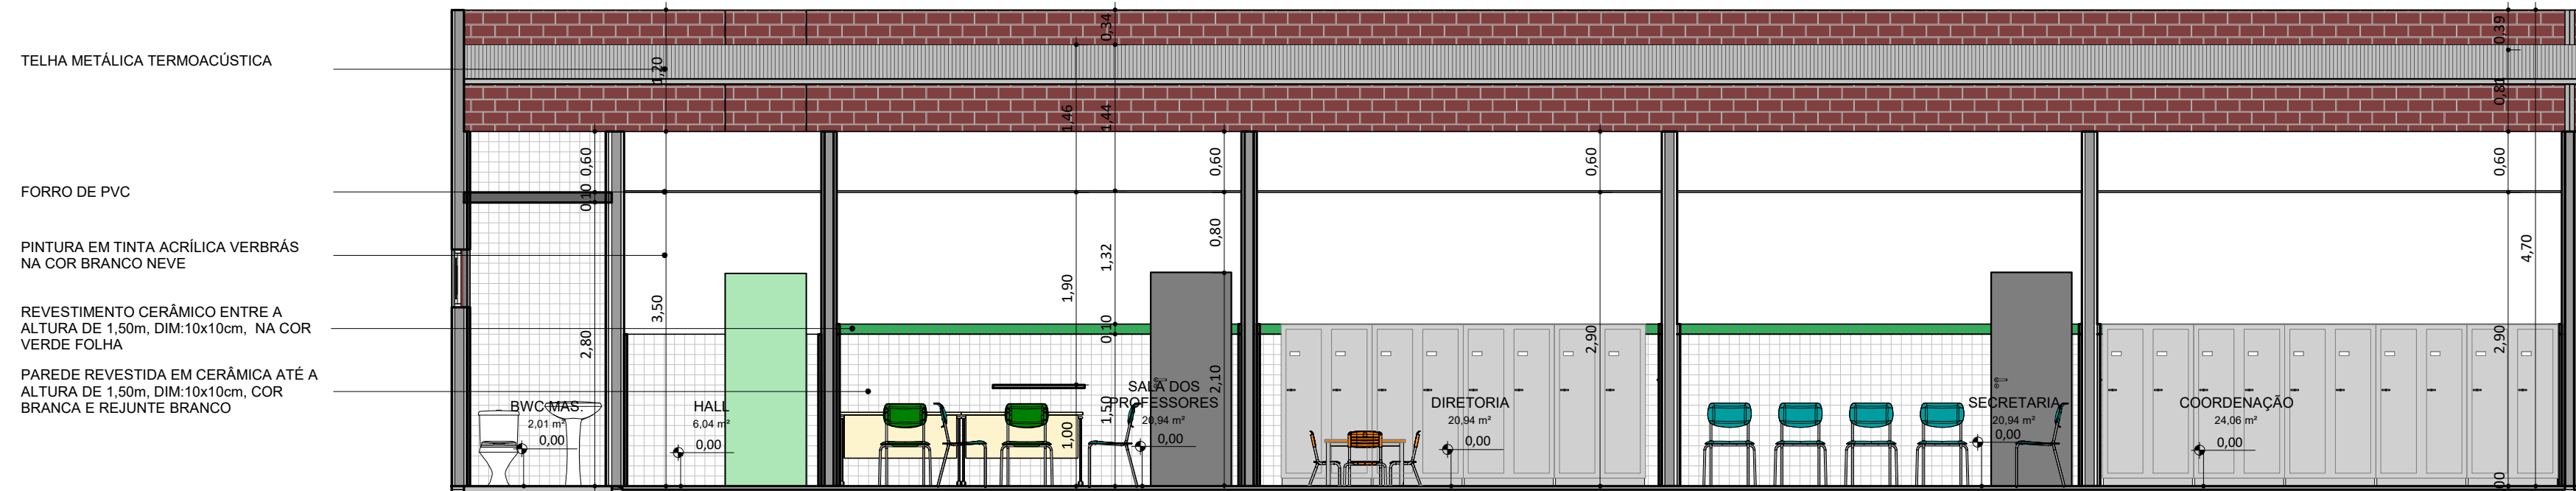 TELHA METÁLICA TERMOACÚSTICA
FORRO DE PVC
PINTURA EM TINTA ACRÍLICA VERBRÁS
NA COR BRANCO NEVE
REVESTIMENTO CERÂMICO ENTRE A
ALTURA DE 1,50m, DIM:10x10cm, NA COR
VERDE FOLHA
PAREDE REVESTIDA EM CERÂMICA ATÉ A
ALTURA DE 1,50m, DIM:10x10cm, COR
BRANCA E REJUNTE BRANCO
0,60
0,10
2,80
1,20
3,50
1,46
1,90
1,00
0,34
1,44
1,32
0,10
1,50
0,60
0,80
2,10
0,60
2,90
0,39
0,81
0,60
2,90
4,70
BWC MAS.
2,01 m²
0,00
HALL
6,04 m²
0,00
SALA DOS
PROFESSORES
20,94 m²
0,00
DIRETORIA
20,94 m²
0,00
SECRETARIA
20,94 m²
0,00
COORDENAÇÃO
24,06 m²
0,00